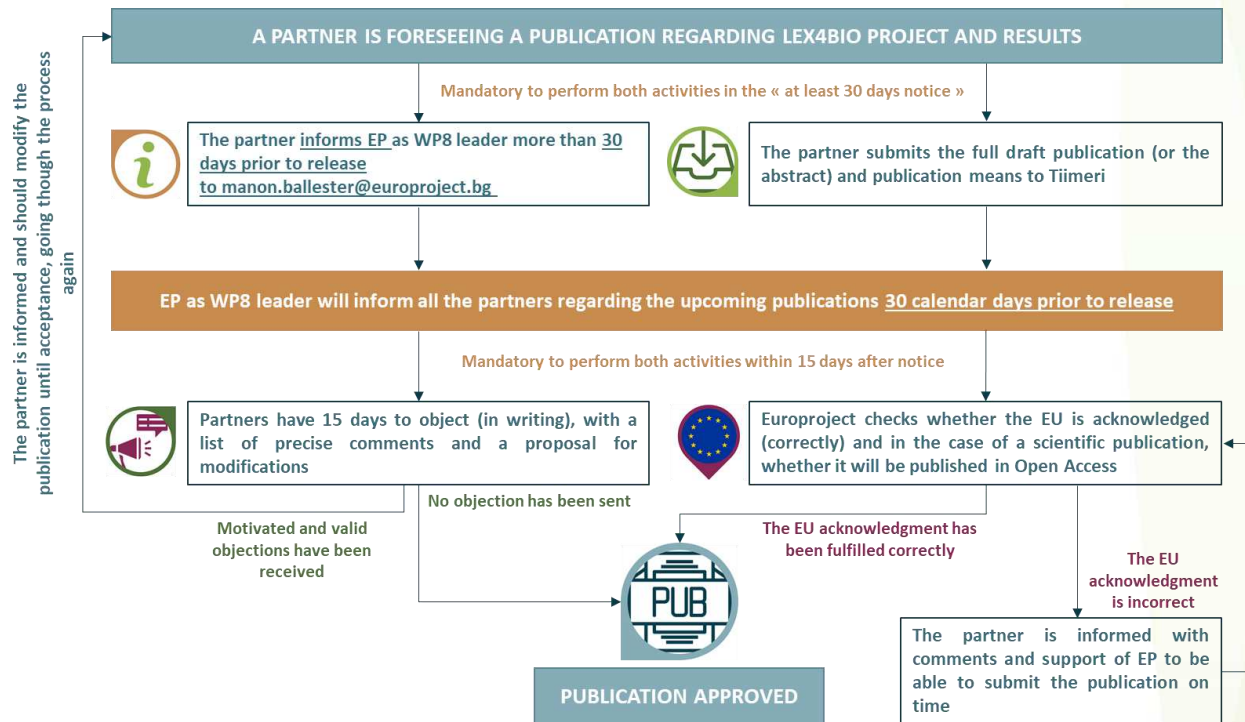 A PARTNER IS FORESEEING A PUBLICATION REGARDING LEX4BIO PROJECT AND RESULTS
The partner is informed and should modify the
publication until acceptance, going though the process
again
Mandatory to perform both activities in the « at least 30 days notice »
i
The partner informs EP as WP8 leader more than 30
days prior to release
to manon.ballester@europroject.bg
The partner submits the full draft publication (or the
abstract) and publication means to Tiimeri
EP as WP8 leader will inform all the partners regarding the upcoming publications 30 calendar days prior to release
Mandatory to perform both activities within 15 days after notice
Partners have 15 days to object (in writing), with a
list of precise comments and a proposal for
modifications
Europroject checks whether the EU is acknowledged
(correctly) and in the case of a scientific publication,
whether it will be published in Open Access
No objection has been sent
Motivated and valid
objections have been
received
The EU acknowledgment has
been fulfilled correctly
The EU
acknowledgment
is incorrect
PUB
The partner is informed with
comments and support of EP to be
able to submit the publication on
time
PUBLICATION APPROVED